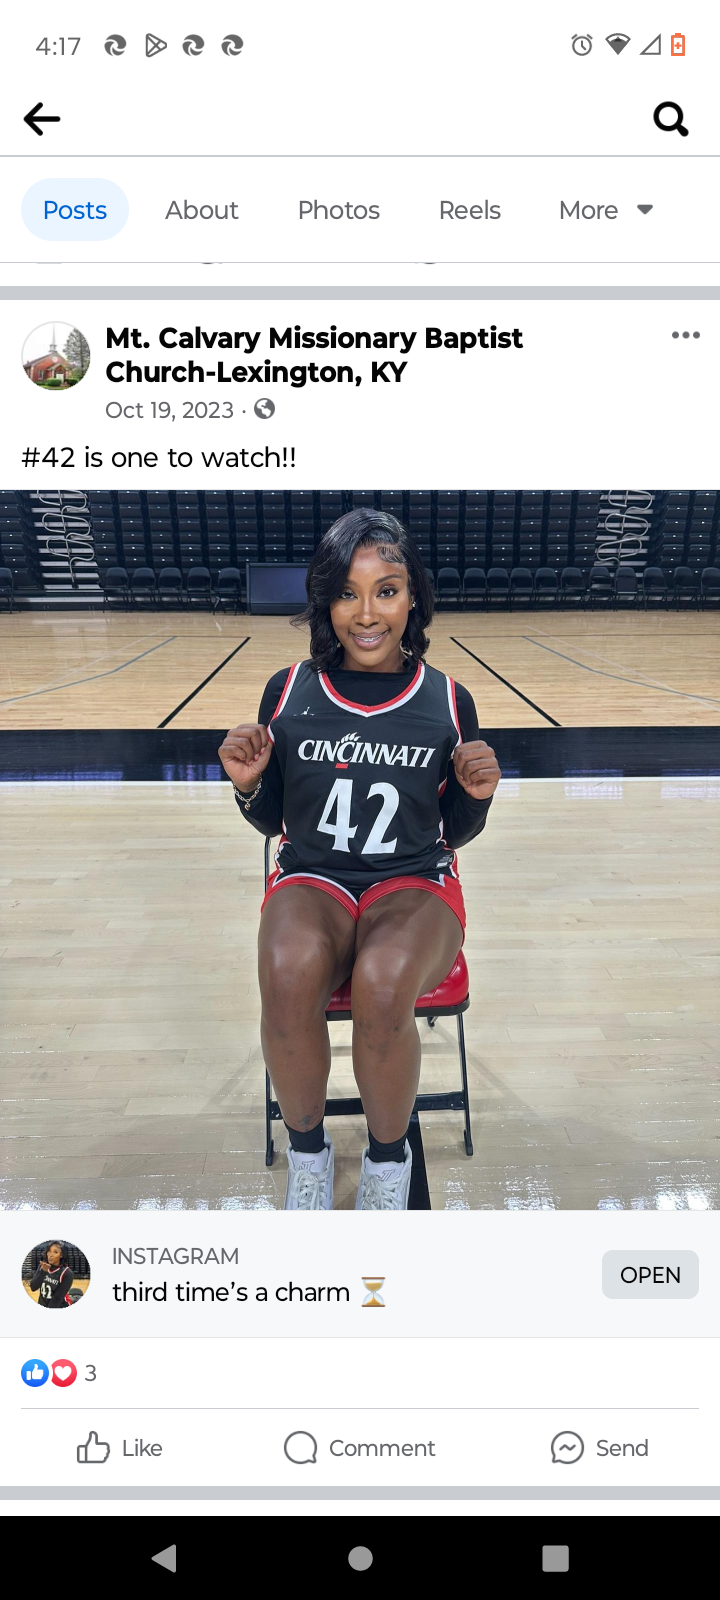 4:17
Posts
About
Photos
Reels
More
Mt. Calvary Missionary Baptist
Church-Lexington, KY
Oct 19, 2023 ·
#42 is one to watch!!
CINCINNATI
42
INSTAGRAM
third time's a charm ⏳
OPEN
3
Like
Comment
Send